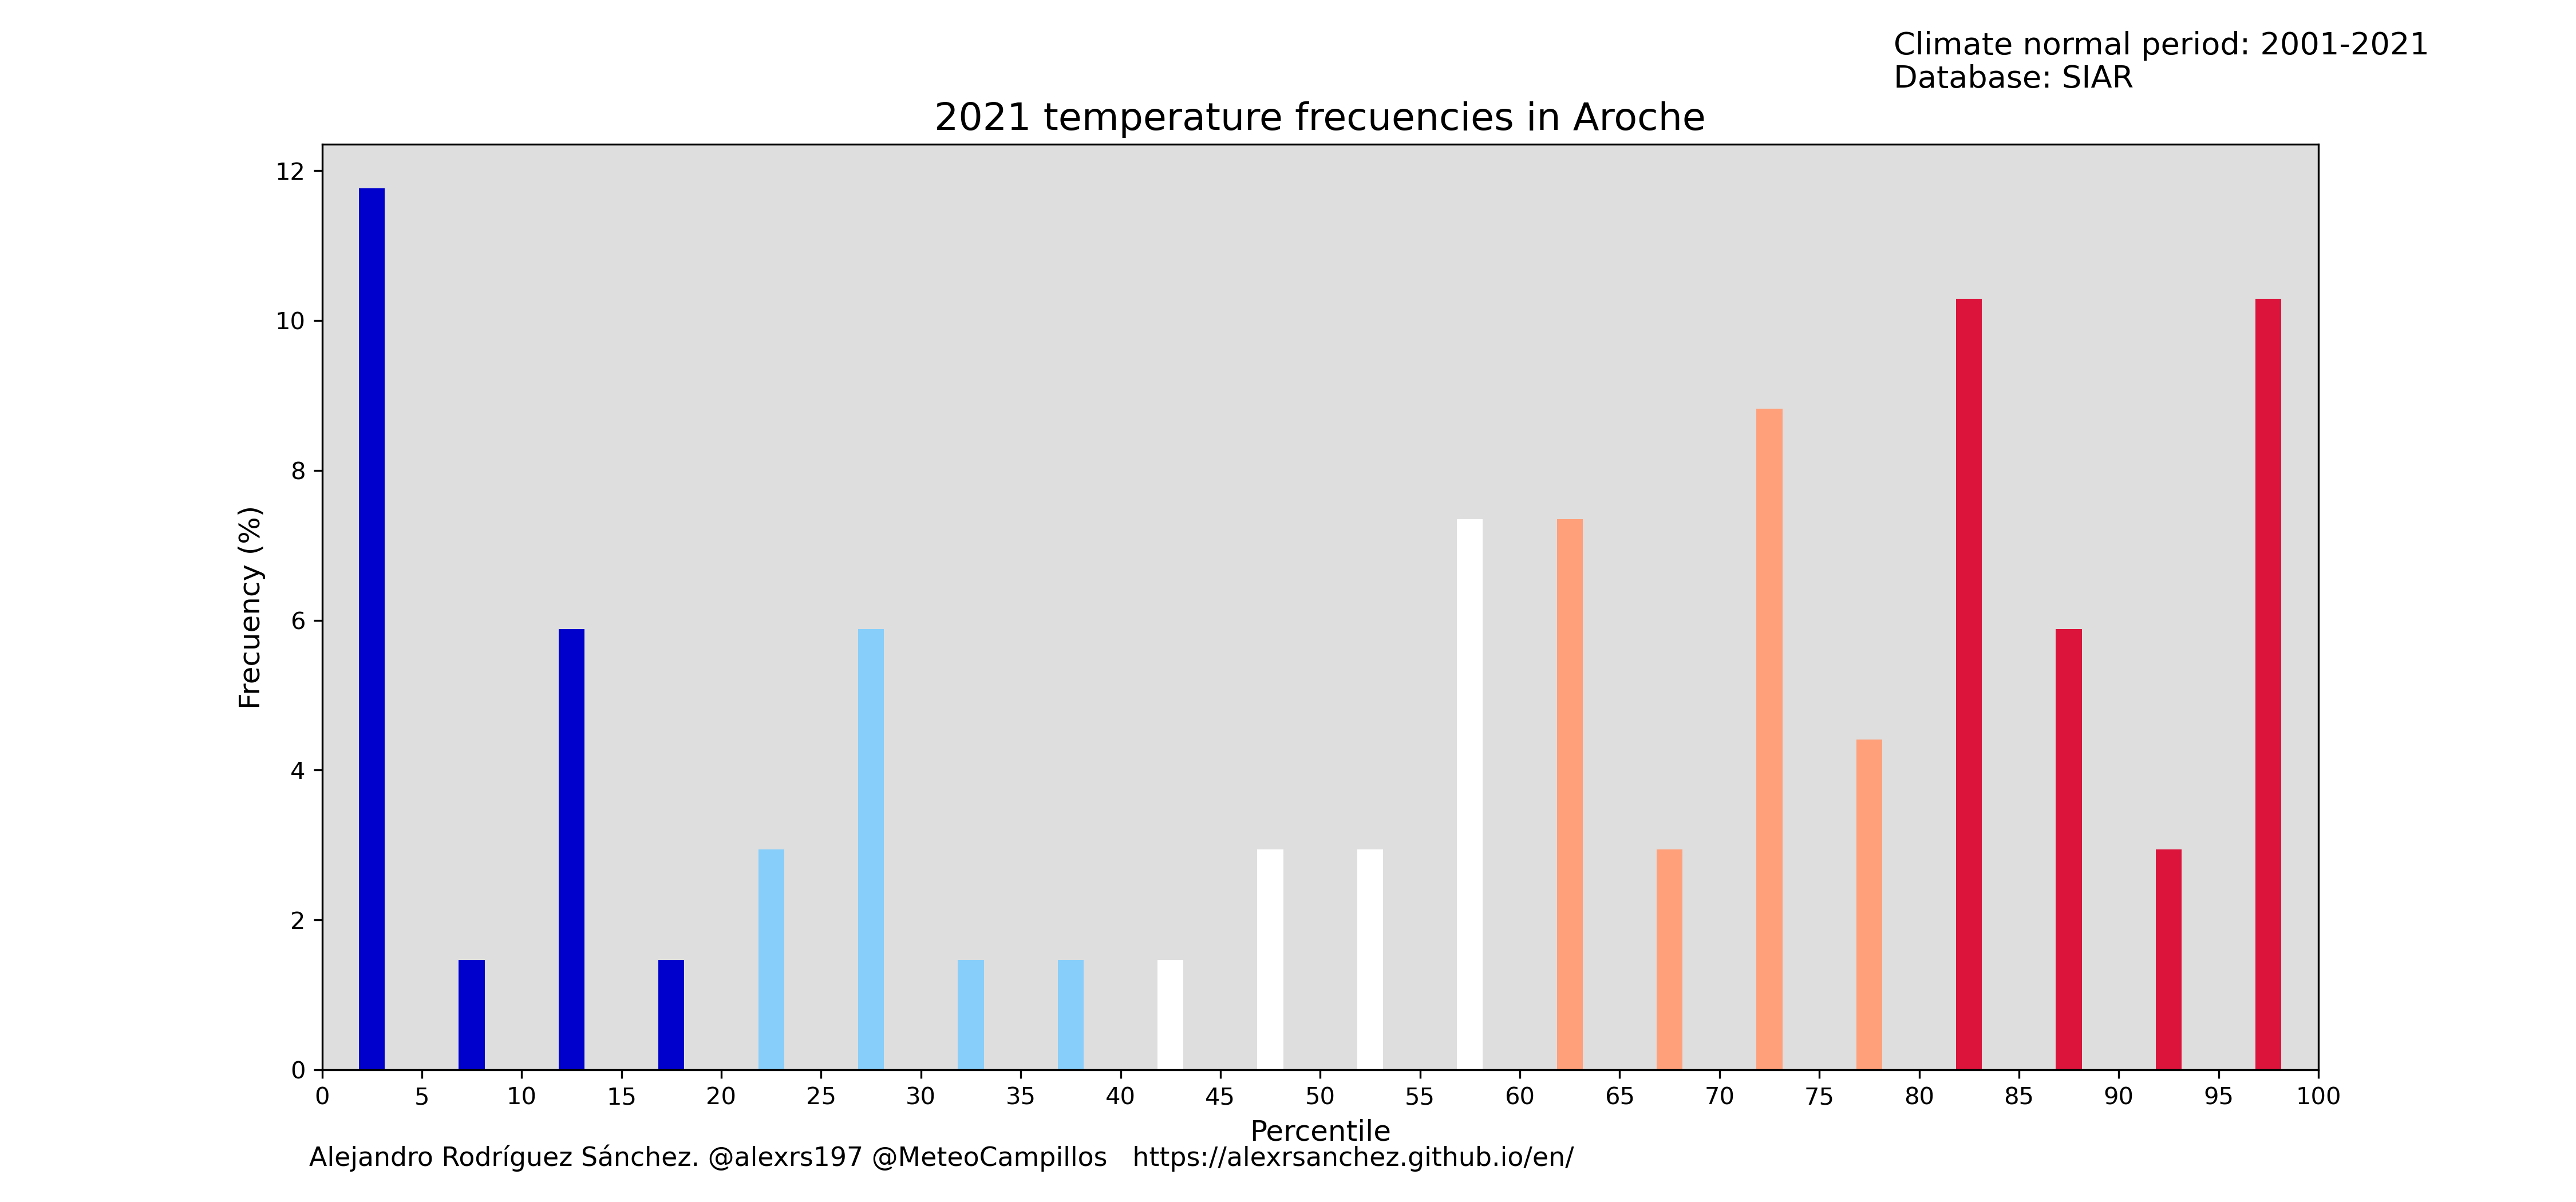 Climate normal period: 2001-2021
Database: SIAR
2021 temperature frecuencies in Aroche
12
10
8
6
4
2
0
Frecuency (%)
0 5 10 15 20 25 30 35 40 45 50 55 60 65 70 75 80 85 90 95 100
Percentile
Alejandro Rodríguez Sánchez. @alexrs197 @MeteoCampillos https://alexrsanchez.github.io/en/